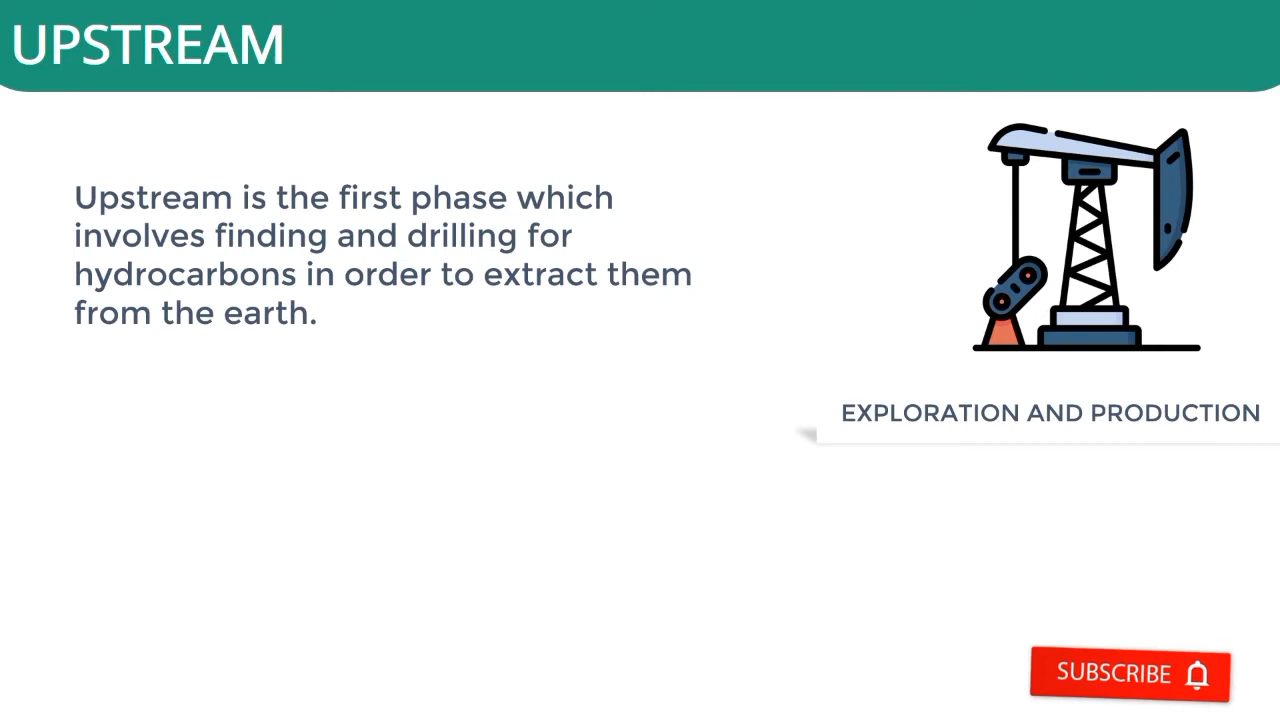 UPSTREAM
Upstream is the first phase which
involves finding and drilling for
hydrocarbons in order to extract them
from the earth.
EXPLORATION AND PRODUCTION
SUBSCRIBE